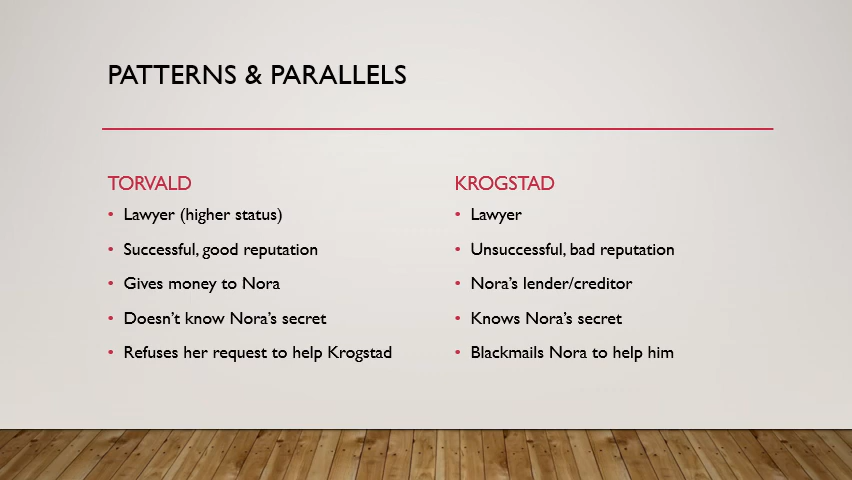 PATTERNS & PARALLELS
TORVALD
• Lawyer (higher status)
• Successful, good reputation
• Gives money to Nora
• Doesn't know Nora's secret
• Refuses her request to help Krogstad
KROGSTAD
• Lawyer
• Unsuccessful, bad reputation
• Nora's lender/creditor
• Knows Nora's secret
• Blackmails Nora to help him